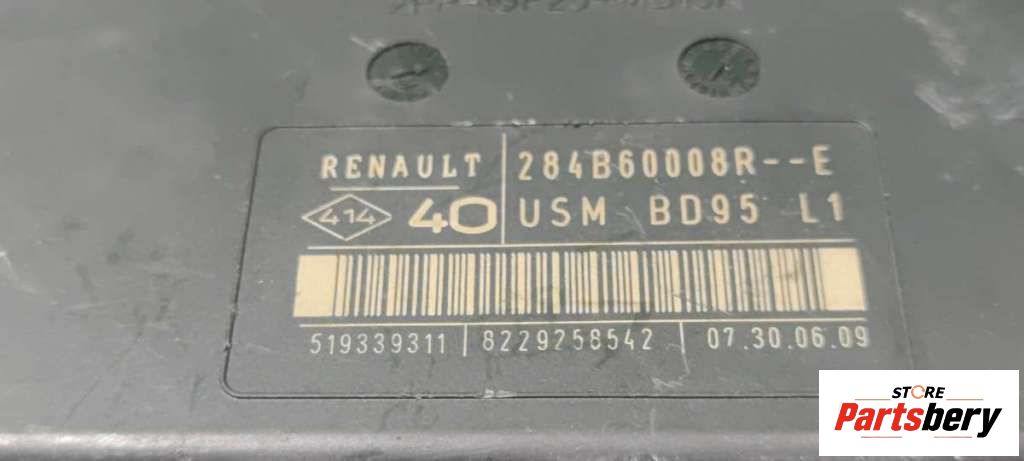 RENAULT
284B60008R--E
414 40
USM BD95 L1
519339311 8229258542 07.30.06.09
STORE
Partsbery